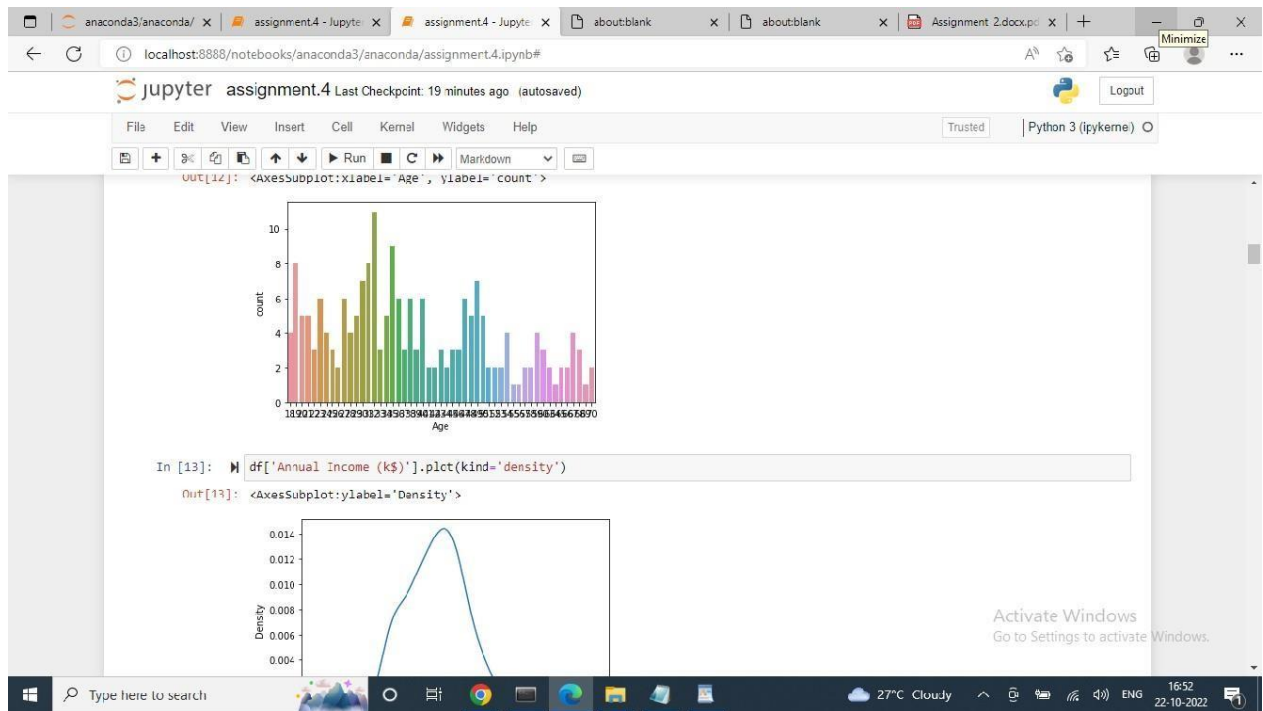 anaconda3/anaconda/
assignment.4 - Jupyte
assignment.4 - Jupyte
about:blank
about:blank
Assignment 2.docx.pd
Minimize
localhost:8888/notebooks/anaconda3/anaconda/assignment.4.ipynb#
jupyter assignment.4 Last Checkpoint: 19 minutes ago (autosaved)
Logout
File Edit View Insert Cell Kernel Widgets Help
Trusted
Python 3 (ipykernel)
Run
Markdown
Out[12]: <AxesSubplot:xlabel='Age', ylabel='count'>
10
8
6
4
2
0
count
Age
In [13]: df['Annual Income (k$)'].plot(kind='density')
Out[13]: <AxesSubplot:ylabel='Density'>
0.014
0.012
0.010
0.008
0.006
0.004
Density
Activate Windows
Go to Settings to activate Windows.
Type here to search
27°C Cloudy
ENG
16:52
22-10-2022
1